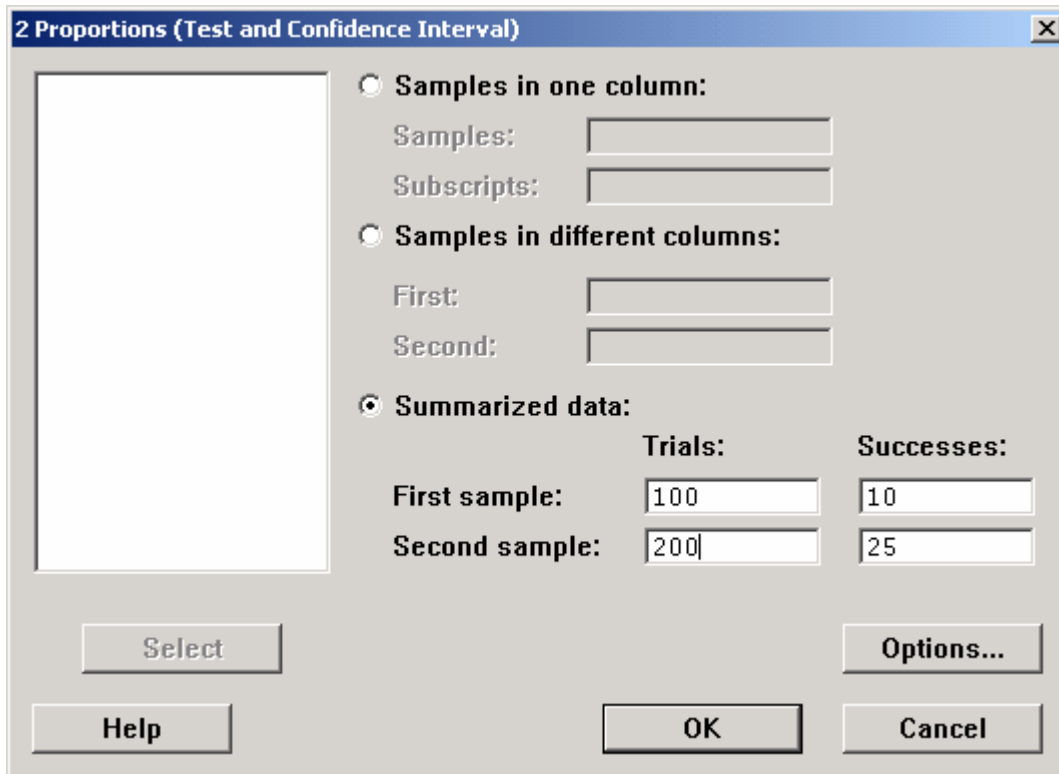 2 Proportions (Test and Confidence Interval)
Samples in one column:
Samples:
Subscripts:
Samples in different columns:
First:
Second:
Summarized data:
Trials: Successes:
First sample: 100 10
Second sample: 200 25
Select Options...
Help OK Cancel